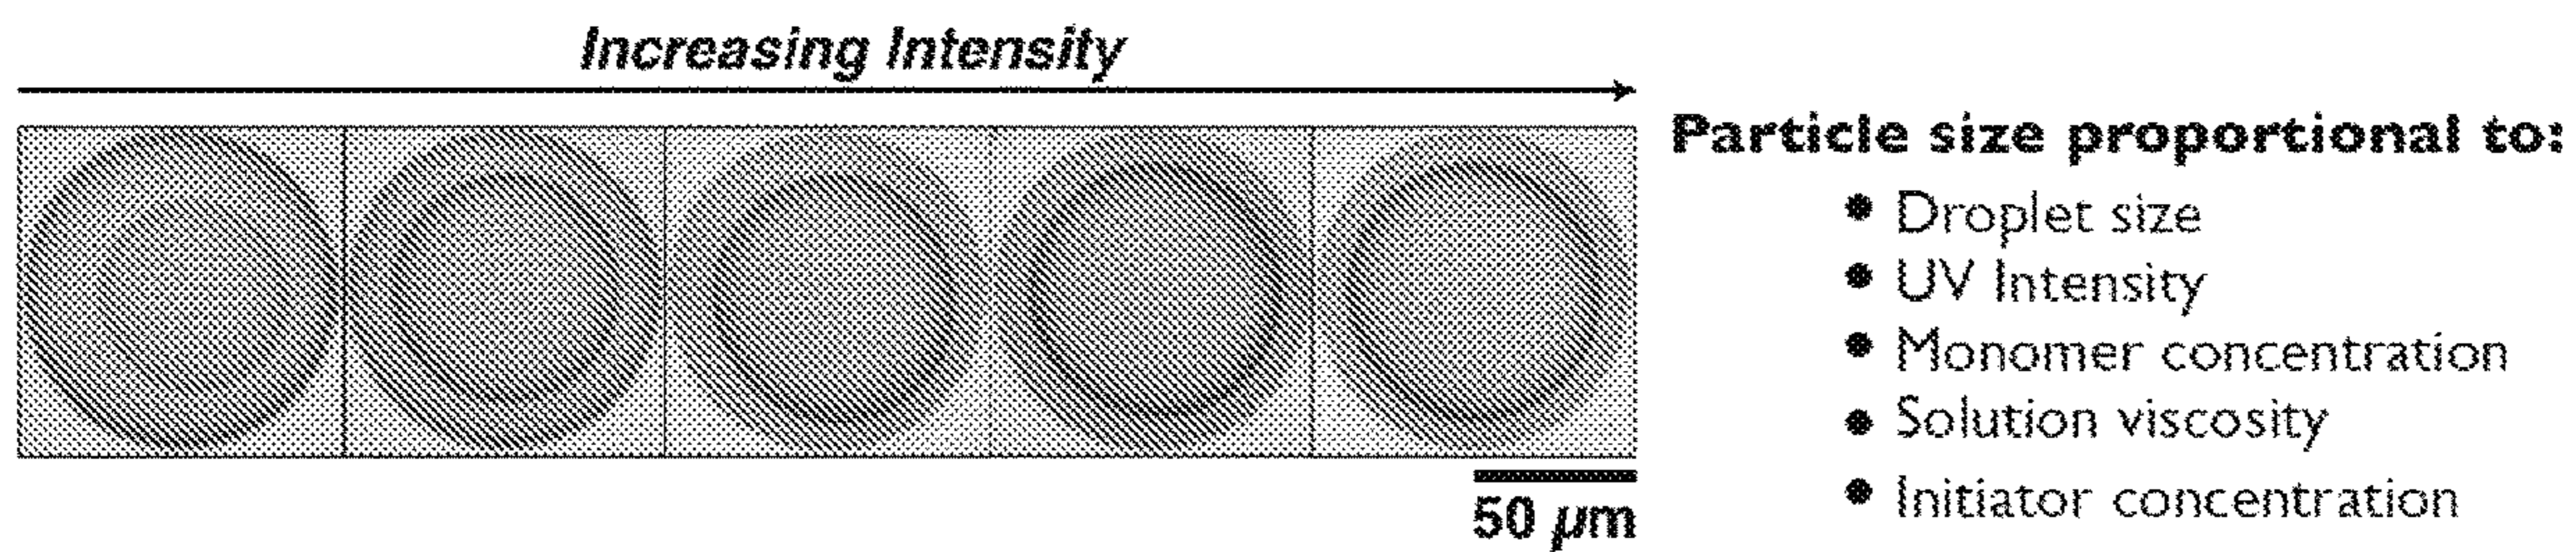 Increasing Intensity
Particle size proportional to:
• Droplet size
• UV Intensity
• Monomer concentration
• Solution viscosity
• Initiator concentration
50 µm